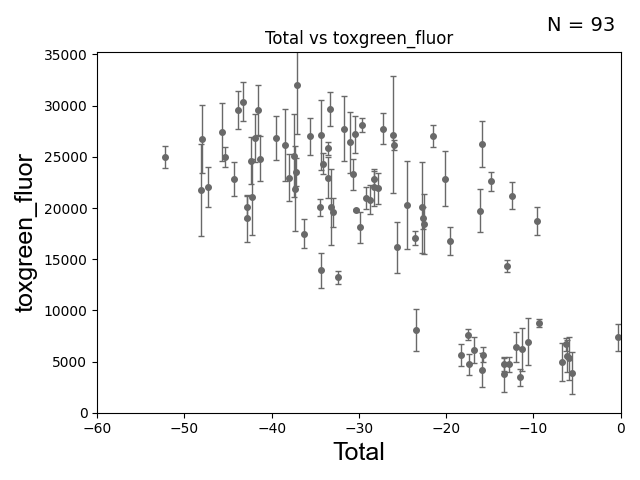 N = 93
Total vs toxgreen_fluor
35000
30000
25000
20000
15000
10000
5000
0
toxgreen_fluor
−60 −50 −40 −30 −20 −10 0
Total